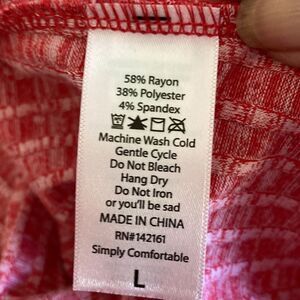 58% Rayon
38% Polyester
4% Spandex
Machine Wash Cold
Gentle Cycle
Do Not Bleach
Hang Dry
Do Not Iron
or you'll be sad
MADE IN CHINA
RN#142161
Simply Comfortable
L